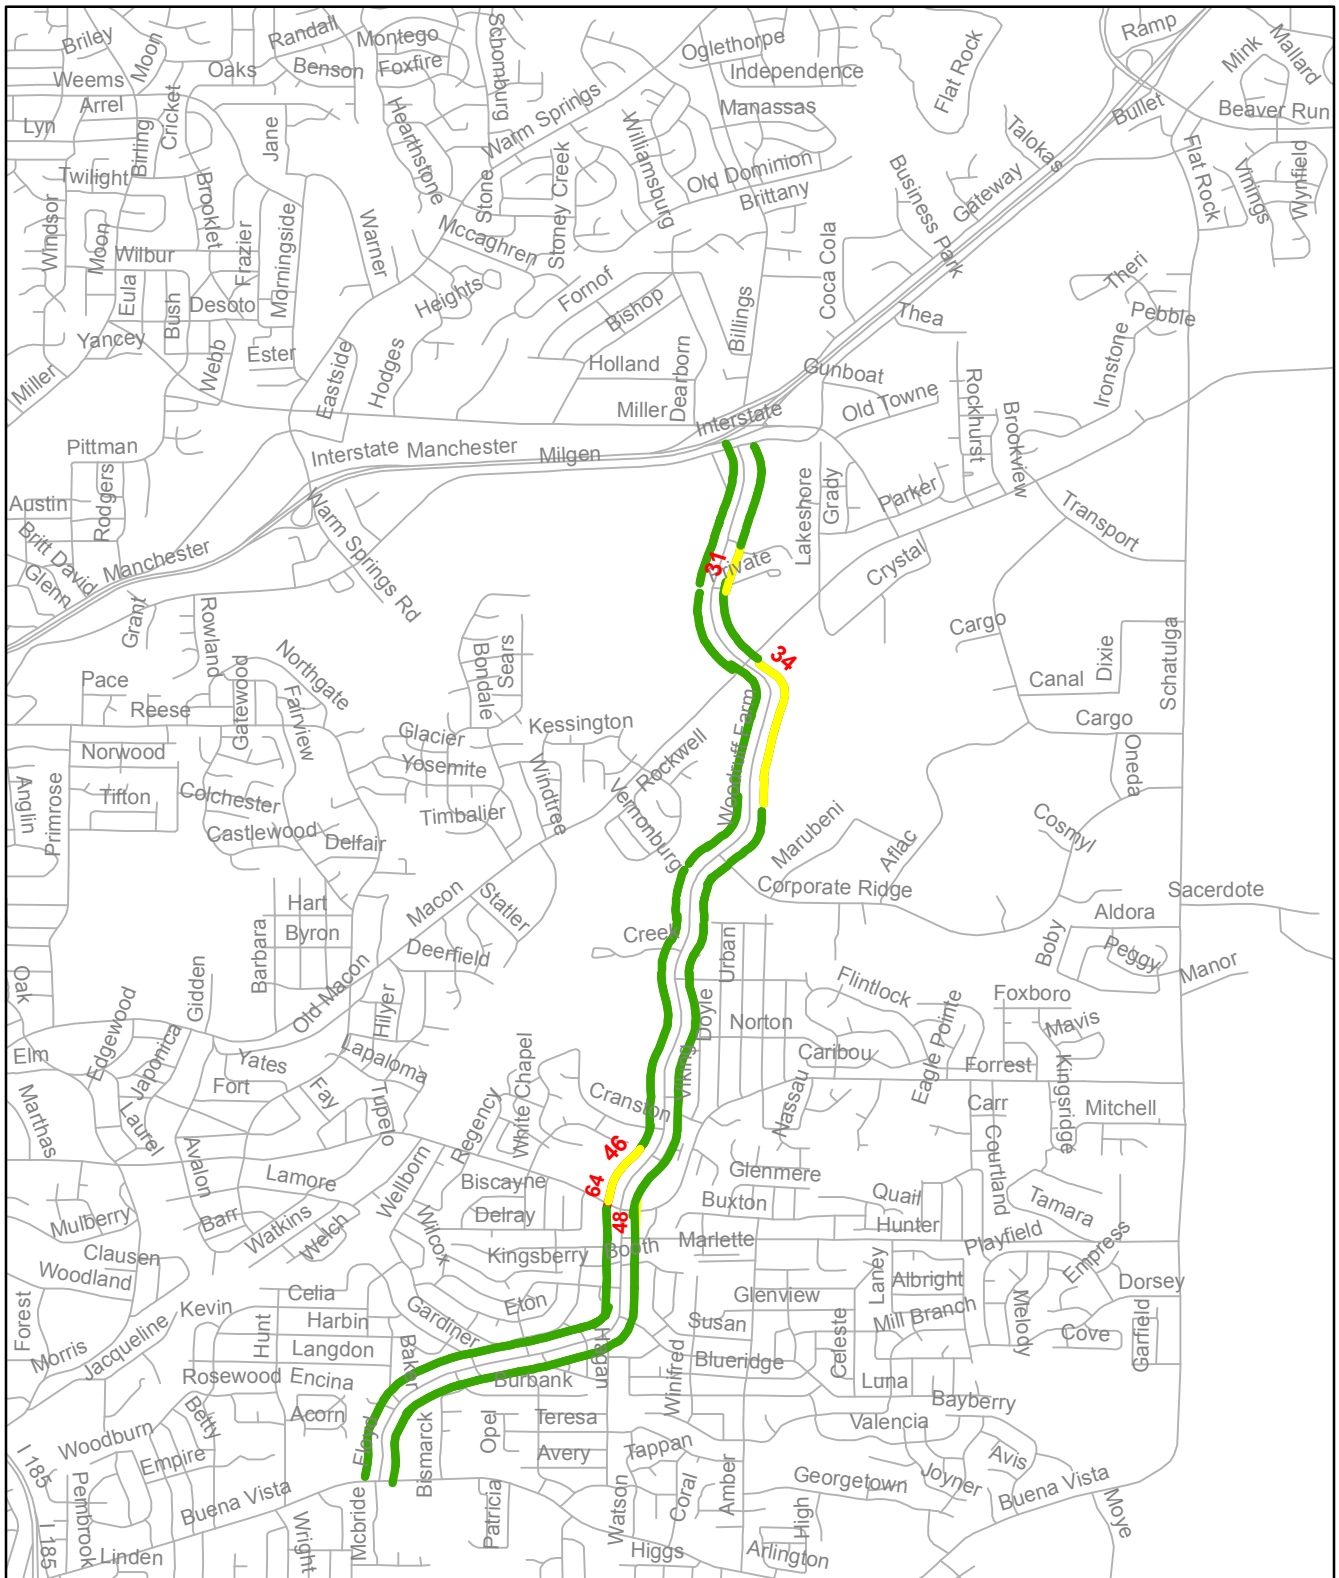 Briley
Moon
Randall
Montego
Schomburg
Oglethorpe
Ramp
Mink
Mallard
Weems
Oaks
Benson
Foxfire
Independence
Flat Rock
Arrel
Cricket
Manassas
Bullet
Beaver Run
Lyn
Birling
Jane
Hearthstone
Warm Springs
Williamsburg
Talokas
Flat Rock
Twilight
Brooklet
Stone
Stoney Creek
Old Dominion
Brittany
Business Park
Gateway
Vinings
Wynfield
Windsor
Moon
Wilbur
Frazier
Morningside
Warner
Mccaghren
Coca Cola
Theri
Eula
Bush
Desoto
Heights
Fornof
Bishop
Billings
Thea
Pebble
Yancey
Webb
Ester
Eastside
Hodges
Holland
Dearborn
Gunboat
Ironstone
Miller
Miller
Interstate
Old Towne
Rockhurst
Brookview
Pittman
Interstate
Manchester
Milgen
Austin
Rodgers
Warm Springs Rd
Lakeshore
Grady
Parker
Transport
Britt David
Manchester
Glenn
31
Private
Crystal
Grant
Rowland
Northgate
Bondale
Sears
34
Cargo
Dixie
Schatulga
Pace
Reese
Gatewood
Fairview
Canal
Norwood
Glacier
Kessington
Woodruff Farm
Cargo
Oneda
Anglin
Primrose
Tifton
Colchester
Yosemite
Windtree
Rockwell
Vernonburg
Castlewood
Delfair
Timbalier
Marubeni
Aflac
Cosmyl
Corporate Ridge
Sacerdote
Hart
Byron
Barbara
Macon
Statler
Aldora
Creek
Urban
Boby
Peggy
Manor
Oak
Gidden
Old Macon
Deerfield
Flintlock
Foxboro
Edgewood
Japonica
Hilyer
Doyle
Norton
Eagle Pointe
Mavis
Elm
Yates
Lapaloma
White Chapel
Viking
Caribou
Forrest
Kingsridge
Fort
Fay
Tupelo
Regency
Cranston
Nassau
Carr
Mitchell
Marthas
Laurel
Avalon
Courtland
46
Lamore
Wellborn
Biscayne
64
Glenmere
Mulberry
Barr
Watkins
Welch
Wilcox
Delray
48
Buxton
Quail
Tamara
Hunter
Clausen
Woodland
Kingsberry
Booth
Marlette
Laney
Playfield
Empress
Forest
Celia
Eton
Glenview
Albright
Dorsey
Kevin
Harbin
Gardiner
Susan
Celeste
Mill Branch
Melody
Cove
Garfield
Morris
Jacqueline
Hunt
Langdon
Baker
Hagan
Winifred
Blueridge
Rosewood
Encina
Burbank
Luna
Bayberry
Betty
Acorn
Opel
Teresa
Valencia
I 185
Woodburn
Empire
Floyd
Bismarck
Avery
Tappan
Avis
Joyner
Pembrook
Buena Vista
Mcbride
Patricia
Watson
Coral
Amber
Georgetown
Buena Vista
I 185
Linden
Wright
Higgs
High
Arlington
Moye